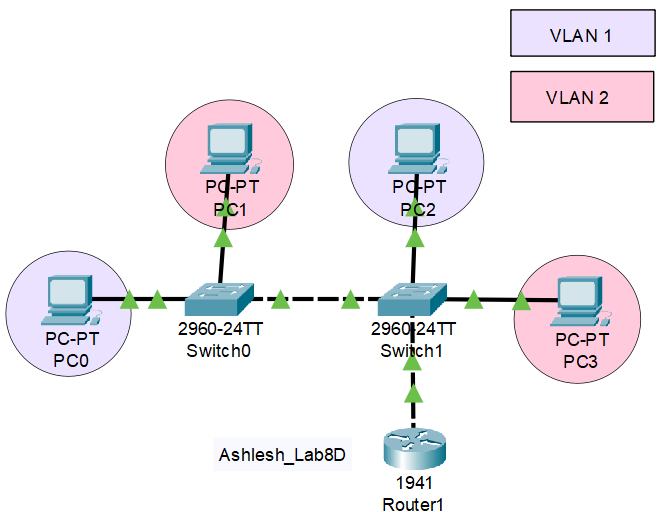 VLAN 1
VLAN 2
PC-PT
PC1
PC-PT
PC2
PC-PT
PC0
2960-24TT
Switch0
2960-24TT
Switch1
PC-PT
PC3
Ashlesh_Lab8D
1941
Router1